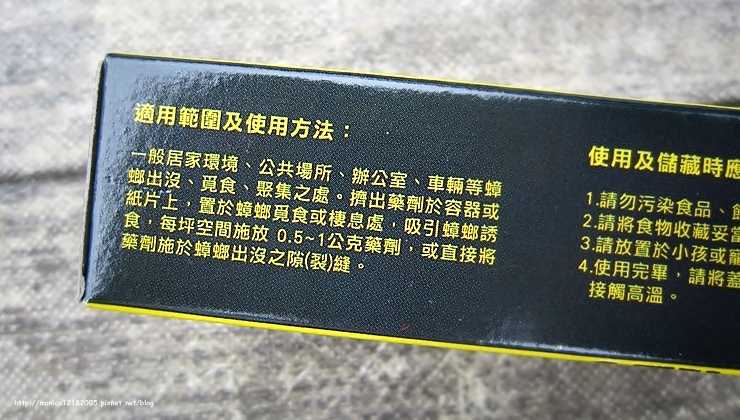 適用範圍及使用方法：
一般居家環境、公共場所、辦公室、車輛等蟑
螂出沒、覓食、聚集之處。擠出藥劑於容器或
紙片上，置於蟑螂覓食或棲息處，吸引蟑螂誘
食，每坪空間施放 0.5~1公克藥劑，或直接將
藥劑施於蟑螂出沒之隙(裂)縫。
使用及儲藏時應
1.請勿污染食品、飲
2.請將食物收藏妥當
3.請放置於小孩或寵
4.使用完畢，請將蓋
接觸高溫。
http://monica12182005.pixnet.net/blog